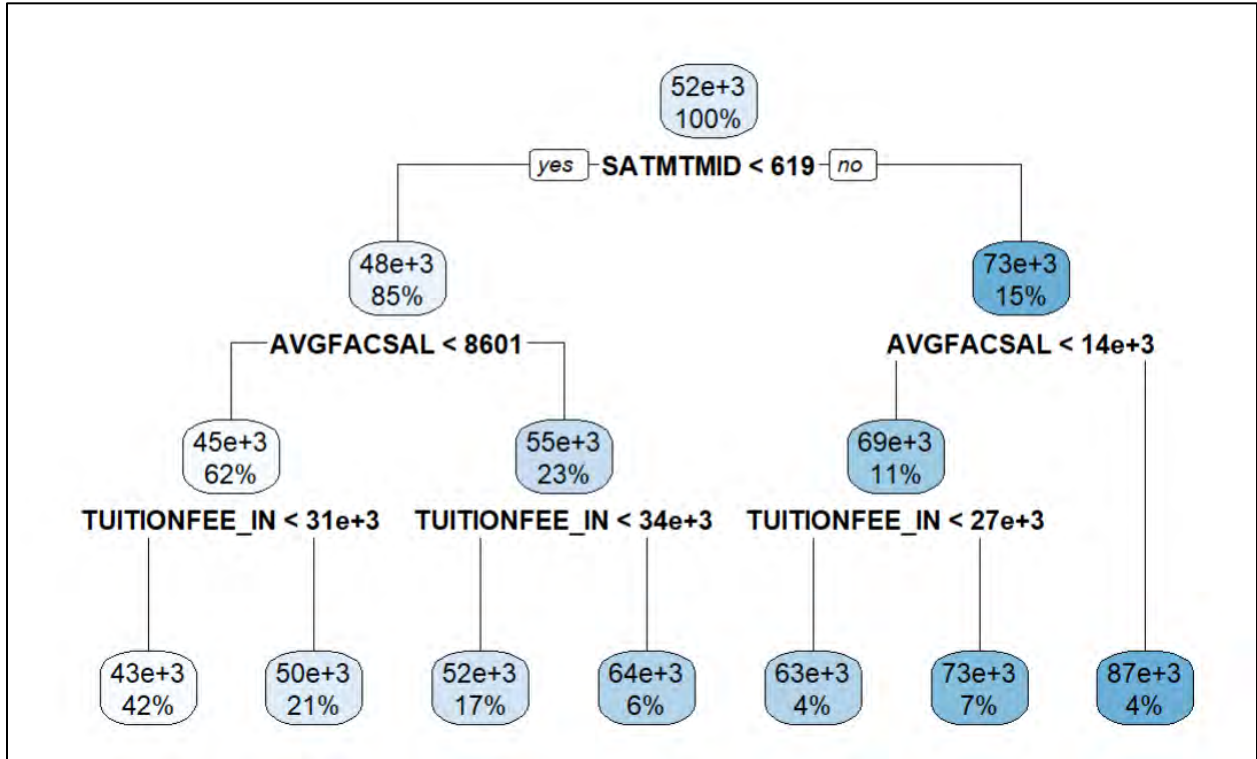 52e+3
100%
yes SATMTMID < 619 no
48e+3
85%
73e+3
15%
AVGFACSAL < 8601
AVGFACSAL < 14e+3
45e+3
62%
55e+3
23%
69e+3
11%
TUITIONFEE_IN < 31e+3
TUITIONFEE_IN < 34e+3
TUITIONFEE_IN < 27e+3
43e+3
42%
50e+3
21%
52e+3
17%
64e+3
6%
63e+3
4%
73e+3
7%
87e+3
4%